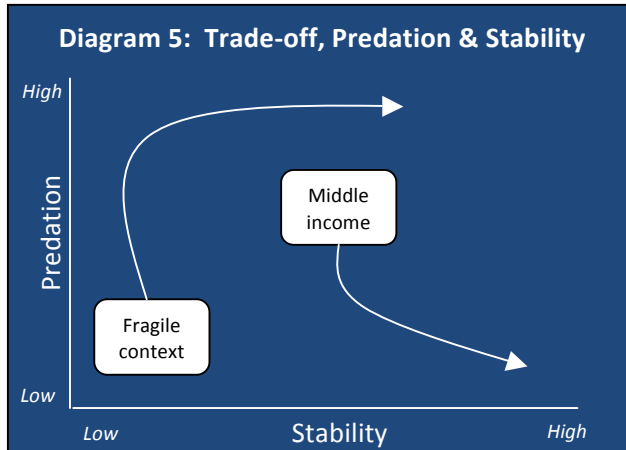 Diagram 5: Trade-off, Predation & Stability
High
Predation
Middle
income
Fragile
context
Low
Low
Stability
High